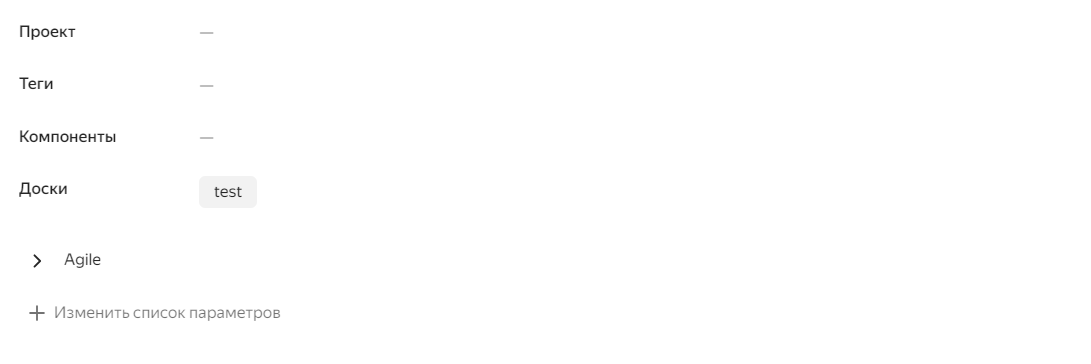 Проект —
Теги —
Компоненты —
Доски test
Agile
Изменить список параметров